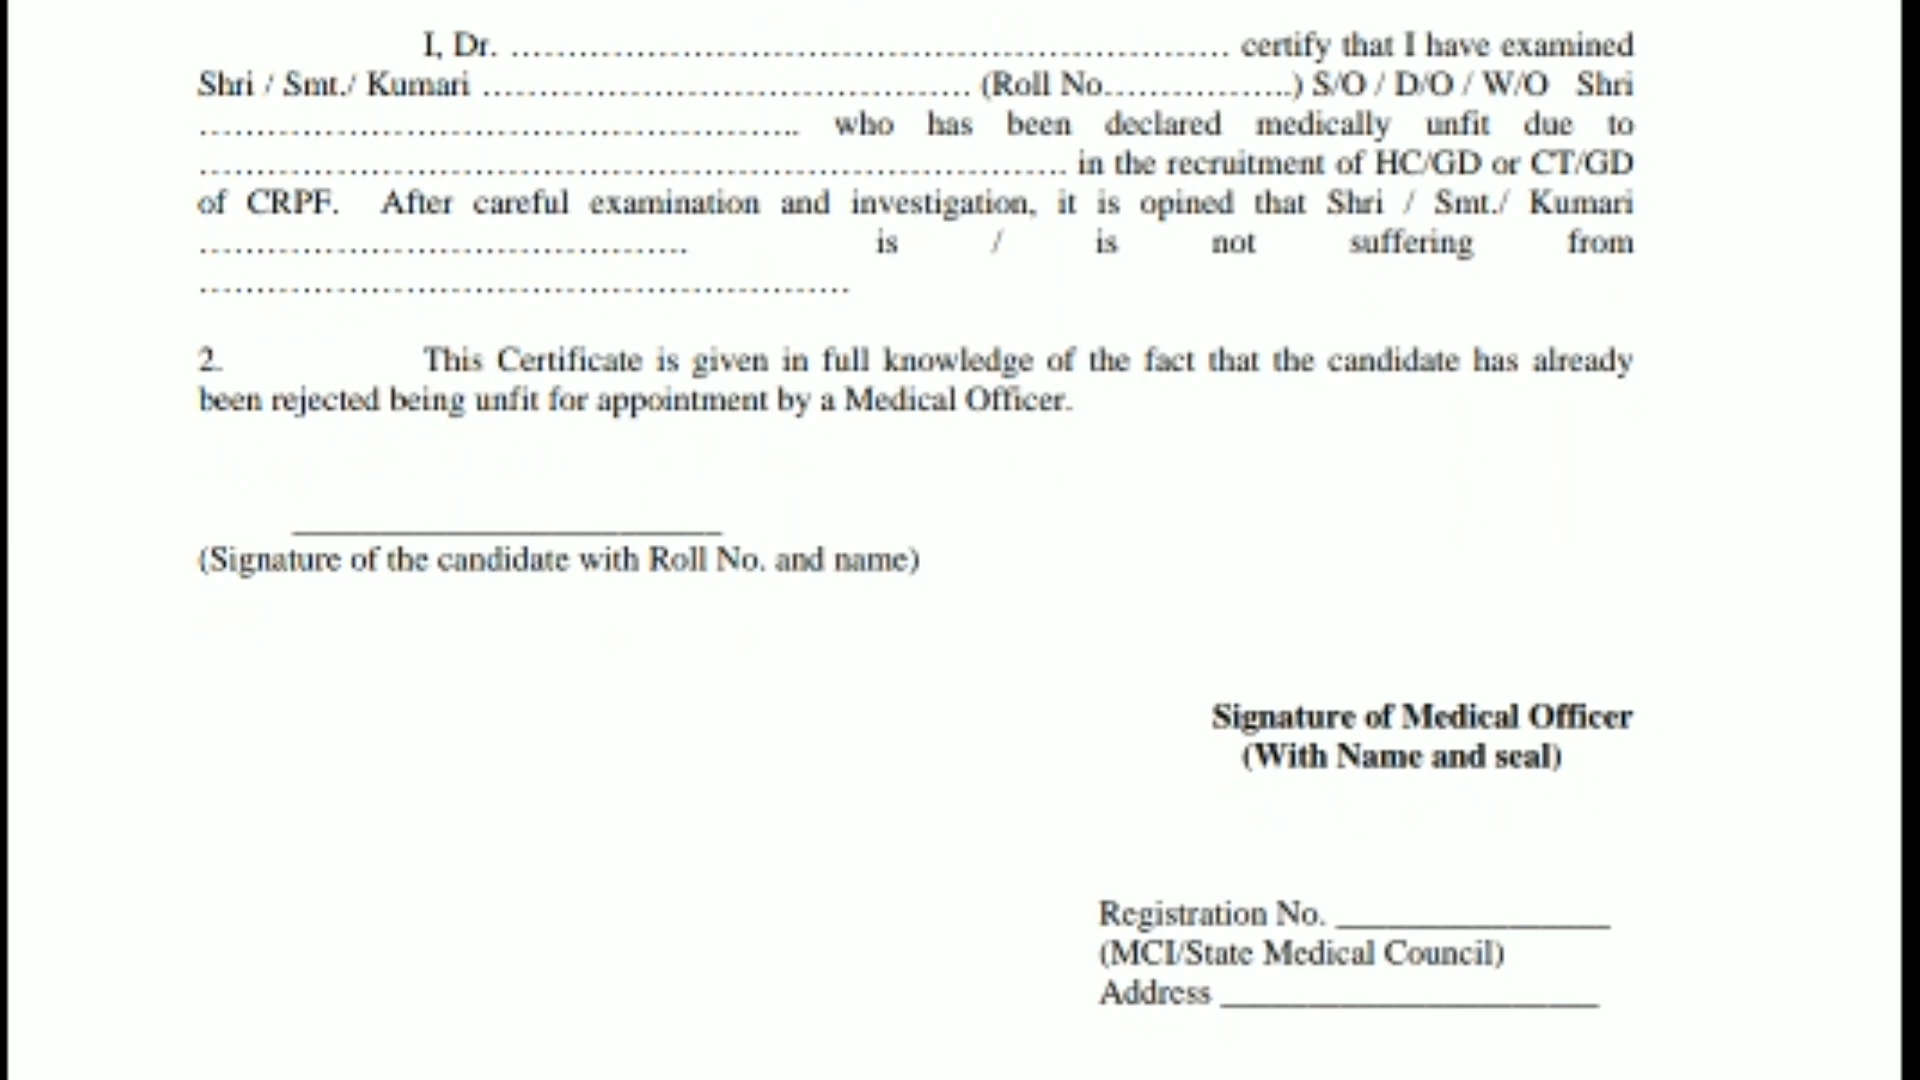 I, Dr. ................................................................ certify that I have examined
Shri / Smt./ Kumari ........................................... (Roll No.................) S/O / D/O / W/O Shri
..................................................... who has been declared medically unfit due to
............................................................................. in the recruitment of HC/GD or CT/GD
of CRPF. After careful examination and investigation, it is opined that Shri / Smt./ Kumari
........................................... is / is not suffering from
.........................................................
2. This Certificate is given in full knowledge of the fact that the candidate has already
been rejected being unfit for appointment by a Medical Officer.
__________________________
(Signature of the candidate with Roll No. and name)
Signature of Medical Officer
(With Name and seal)
Registration No. _________________
(MCI/State Medical Council)
Address _______________________